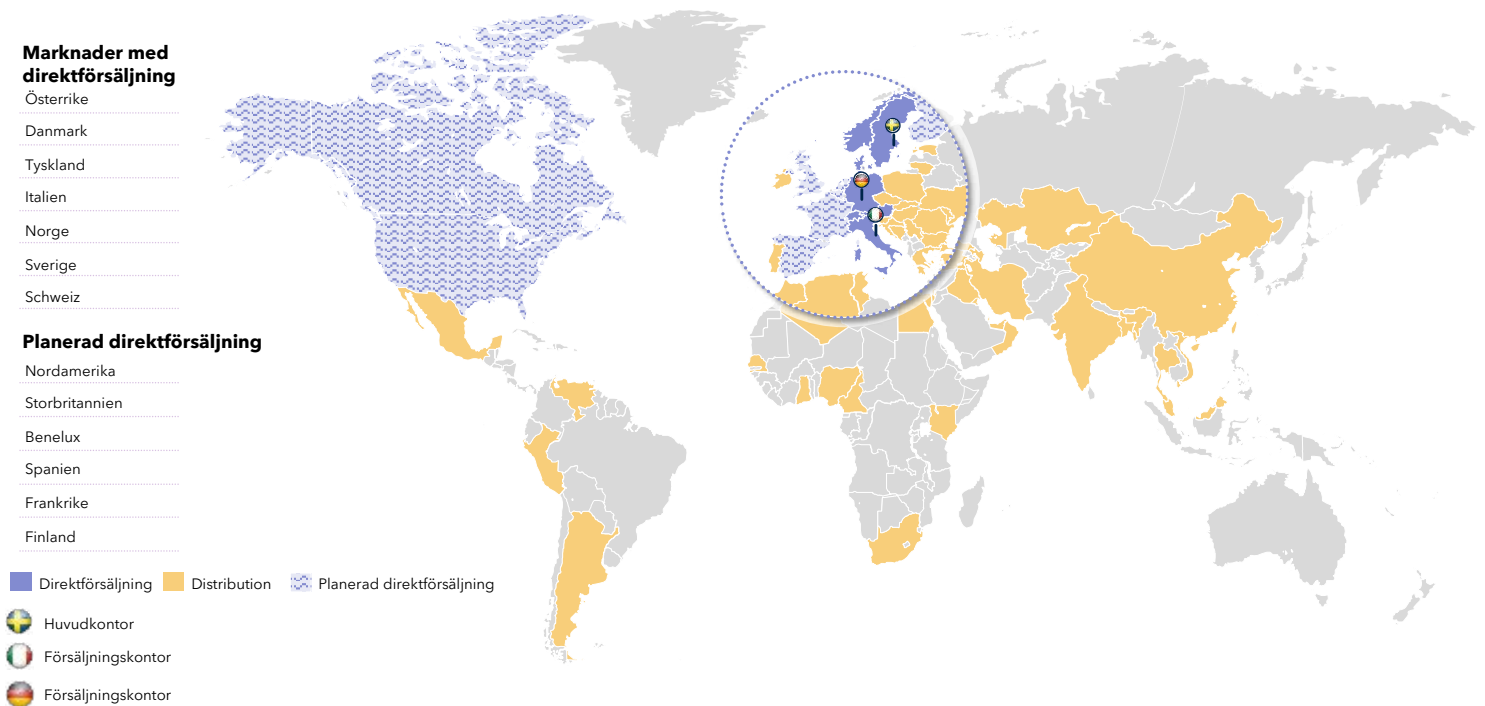 Marknader med
direktförsäljning
Österrike
Danmark
Tyskland
Italien
Norge
Sverige
Schweiz
Planerad direktförsäljning
Nordamerika
Storbritannien
Benelux
Spanien
Frankrike
Finland
Direktförsäljning Distribution Planerad direktförsäljning
Huvudkontor
Försäljningskontor
Försäljningskontor